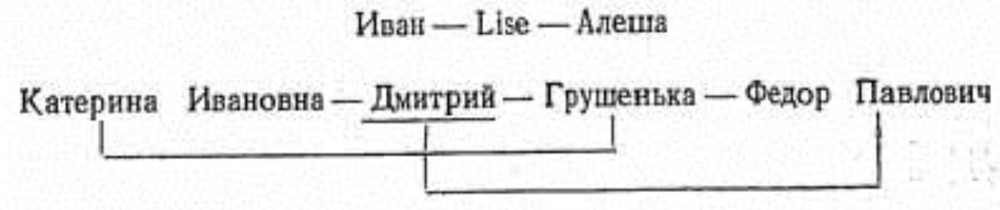 Иван — Lise — Алеша
Катерина Ивановна — Дмитрий — Грушенька — Федор Павлович